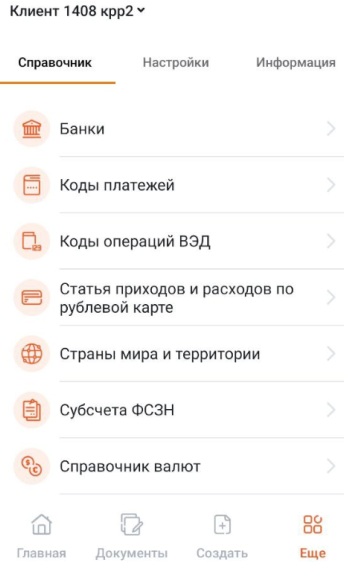 Клиент 1408 крр2
Справочник Настройки Информация
Банки
Коды платежей
Коды операций ВЭД
Статья приходов и расходов по
рублевой карте
Страны мира и территории
Субсчета ФСЗН
Справочник валют
Главная Документы Создать Еще